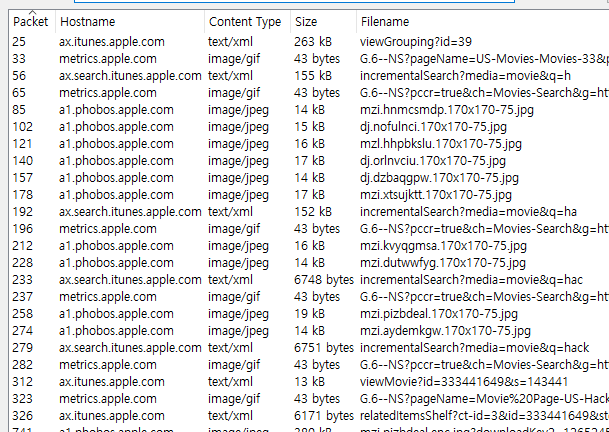 Packet Hostname Content Type Size Filename
25 ax.itunes.apple.com text/xml 263 kB viewGrouping?id=39
33 metrics.apple.com image/gif 43 bytes G.6--NS?pageName=US-Movies-Movies-33&p
56 ax.search.itunes.apple.com text/xml 155 kB incrementalSearch?media=movie&q=h
65 metrics.apple.com image/gif 43 bytes G.6--NS?pccr=true&ch=Movies-Search&g=ht
85 a1.phobos.apple.com image/jpeg 14 kB mzi.hnmcsmdp.170x170-75.jpg
102 a1.phobos.apple.com image/jpeg 15 kB dj.nofulnci.170x170-75.jpg
121 a1.phobos.apple.com image/jpeg 16 kB mzl.hhpbkslu.170x170-75.jpg
140 a1.phobos.apple.com image/jpeg 17 kB dj.orlnvciu.170x170-75.jpg
157 a1.phobos.apple.com image/jpeg 14 kB dj.dzbaqgpw.170x170-75.jpg
178 a1.phobos.apple.com image/jpeg 17 kB mzi.xtsujktt.170x170-75.jpg
192 ax.search.itunes.apple.com text/xml 152 kB incrementalSearch?media=movie&q=ha
196 metrics.apple.com image/gif 43 bytes G.6--NS?pccr=true&ch=Movies-Search&g=ht
212 a1.phobos.apple.com image/jpeg 16 kB mzi.kvyqgmsa.170x170-75.jpg
228 a1.phobos.apple.com image/jpeg 14 kB mzi.dutwwfyg.170x170-75.jpg
233 ax.search.itunes.apple.com text/xml 6748 bytes incrementalSearch?media=movie&q=hac
237 metrics.apple.com image/gif 43 bytes G.6--NS?pccr=true&ch=Movies-Search&g=ht
258 a1.phobos.apple.com image/jpeg 19 kB mzi.pizbdeal.170x170-75.jpg
274 a1.phobos.apple.com image/jpeg 14 kB mzi.aydemkgw.170x170-75.jpg
279 ax.search.itunes.apple.com text/xml 6751 bytes incrementalSearch?media=movie&q=hack
282 metrics.apple.com image/gif 43 bytes G.6--NS?pccr=true&ch=Movies-Search&g=ht
312 ax.itunes.apple.com text/xml 13 kB viewMovie?id=333441649&s=143441
323 metrics.apple.com image/gif 43 bytes G.6--NS?pageName=Movie%20Page-US-Hack
326 ax.itunes.apple.com text/xml 6171 bytes relatedItemsShelf?ct-id=3&id=333441649&st